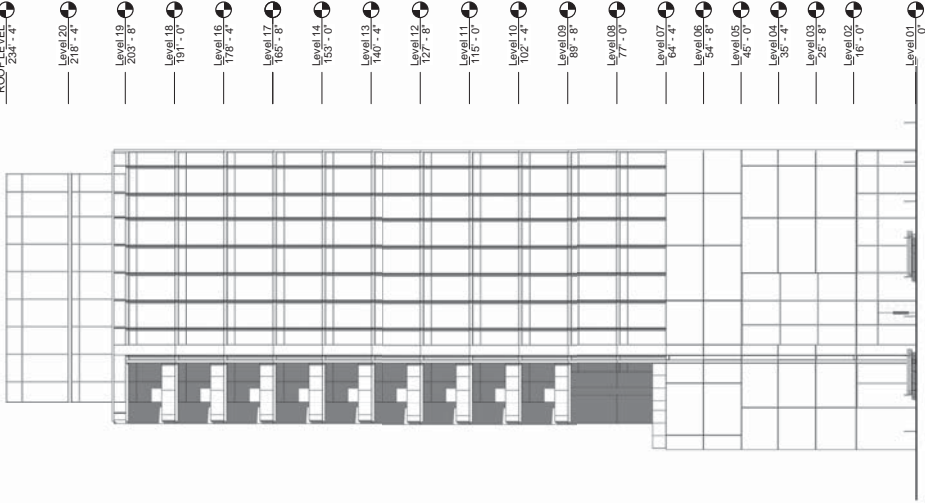 ROOF LEVEL
234' - 4"
Level 20
218' - 4"
Level 19
203' - 8"
Level 18
191' - 0"
Level 16
178' - 4"
Level 17
165' - 8"
Level 14
153' - 0"
Level 13
140' - 4"
Level 12
127' - 8"
Level 11
115' - 0"
Level 10
102' - 4"
Level 09
89' - 8"
Level 08
77' - 0"
Level 07
64' - 4"
Level 06
54' - 8"
Level 05
45' - 0"
Level 04
35' - 4"
Level 03
25' - 8"
Level 02
16' - 0"
Level 01
0"